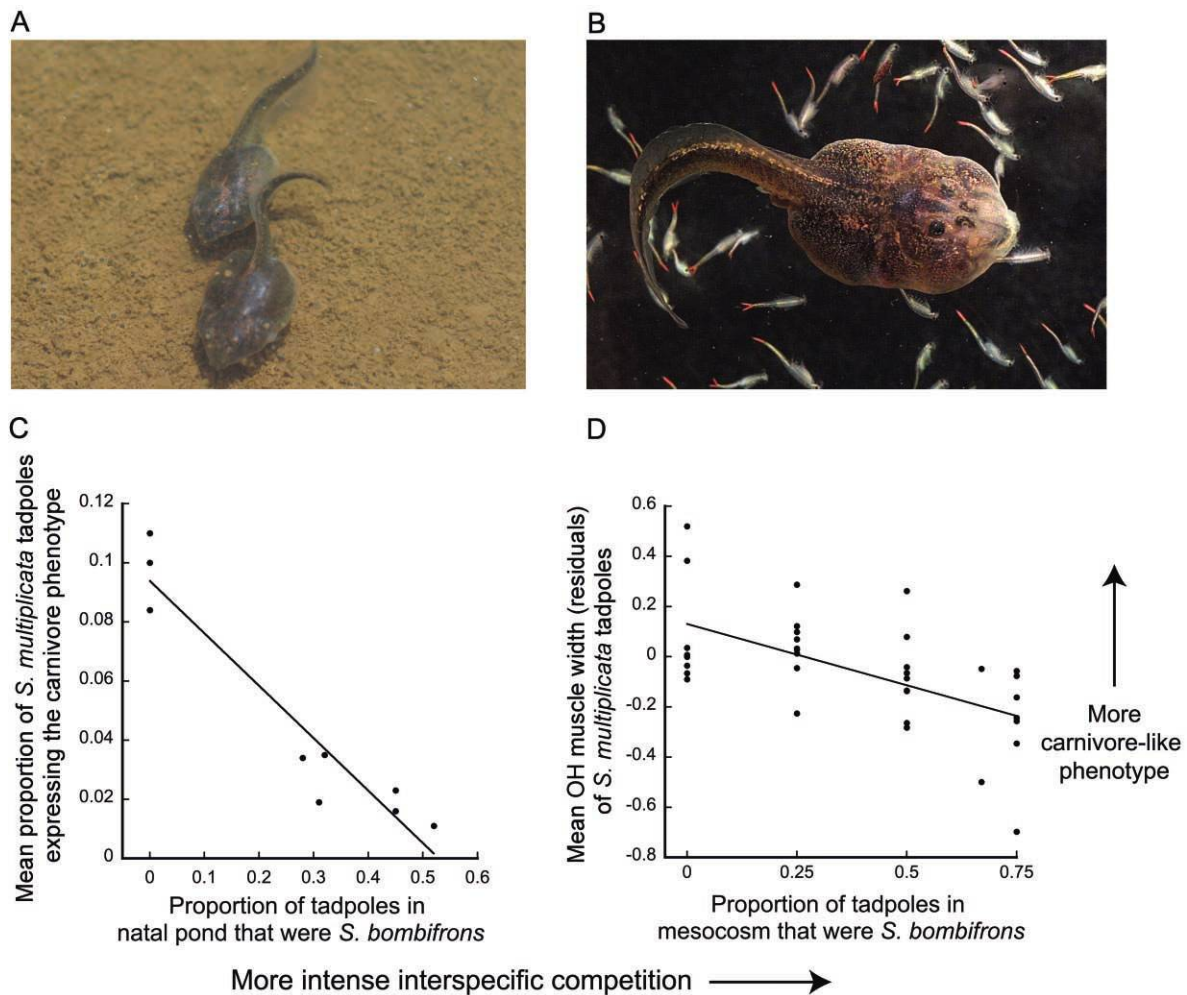 A
B
C
Mean proportion of S. multiplicata tadpoles
expressing the carnivore phenotype
0.12
0.1
0.08
0.06
0.04
0.02
0
0 0.1 0.2 0.3 0.4 0.5 0.6
Proportion of tadpoles in
natal pond that were S. bombifrons
D
Mean OH muscle width (residuals)
of S. multiplicata tadpoles
0.6
0.4
0.2
0
-0.2
-0.4
-0.6
-0.8
0 0.25 0.50 0.75
Proportion of tadpoles in
mesocosm that were S. bombifrons
More
carnivore-like
phenotype
More intense interspecific competition